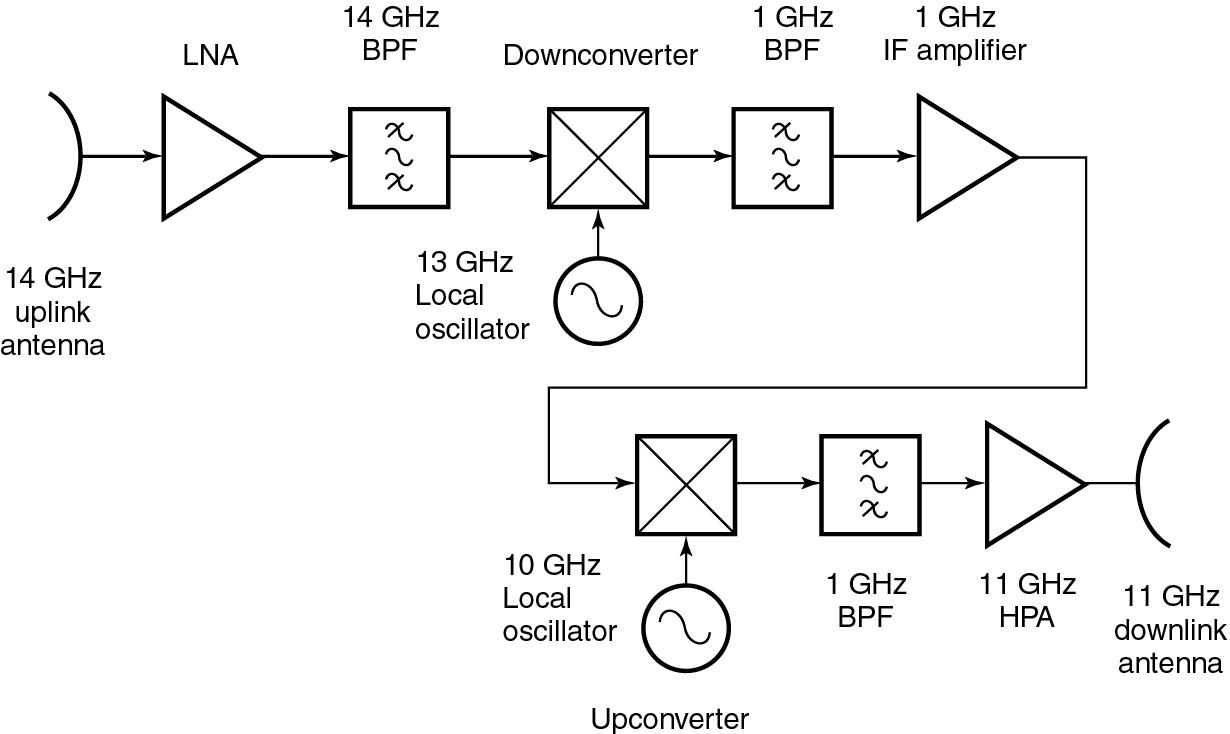 LNA
14 GHz
BPF
Downconverter
1 GHz
BPF
1 GHz
IF amplifier
14 GHz
uplink
antenna
13 GHz
Local
oscillator
10 GHz
Local
oscillator
Upconverter
1 GHz
BPF
11 GHz
HPA
11 GHz
downlink
antenna